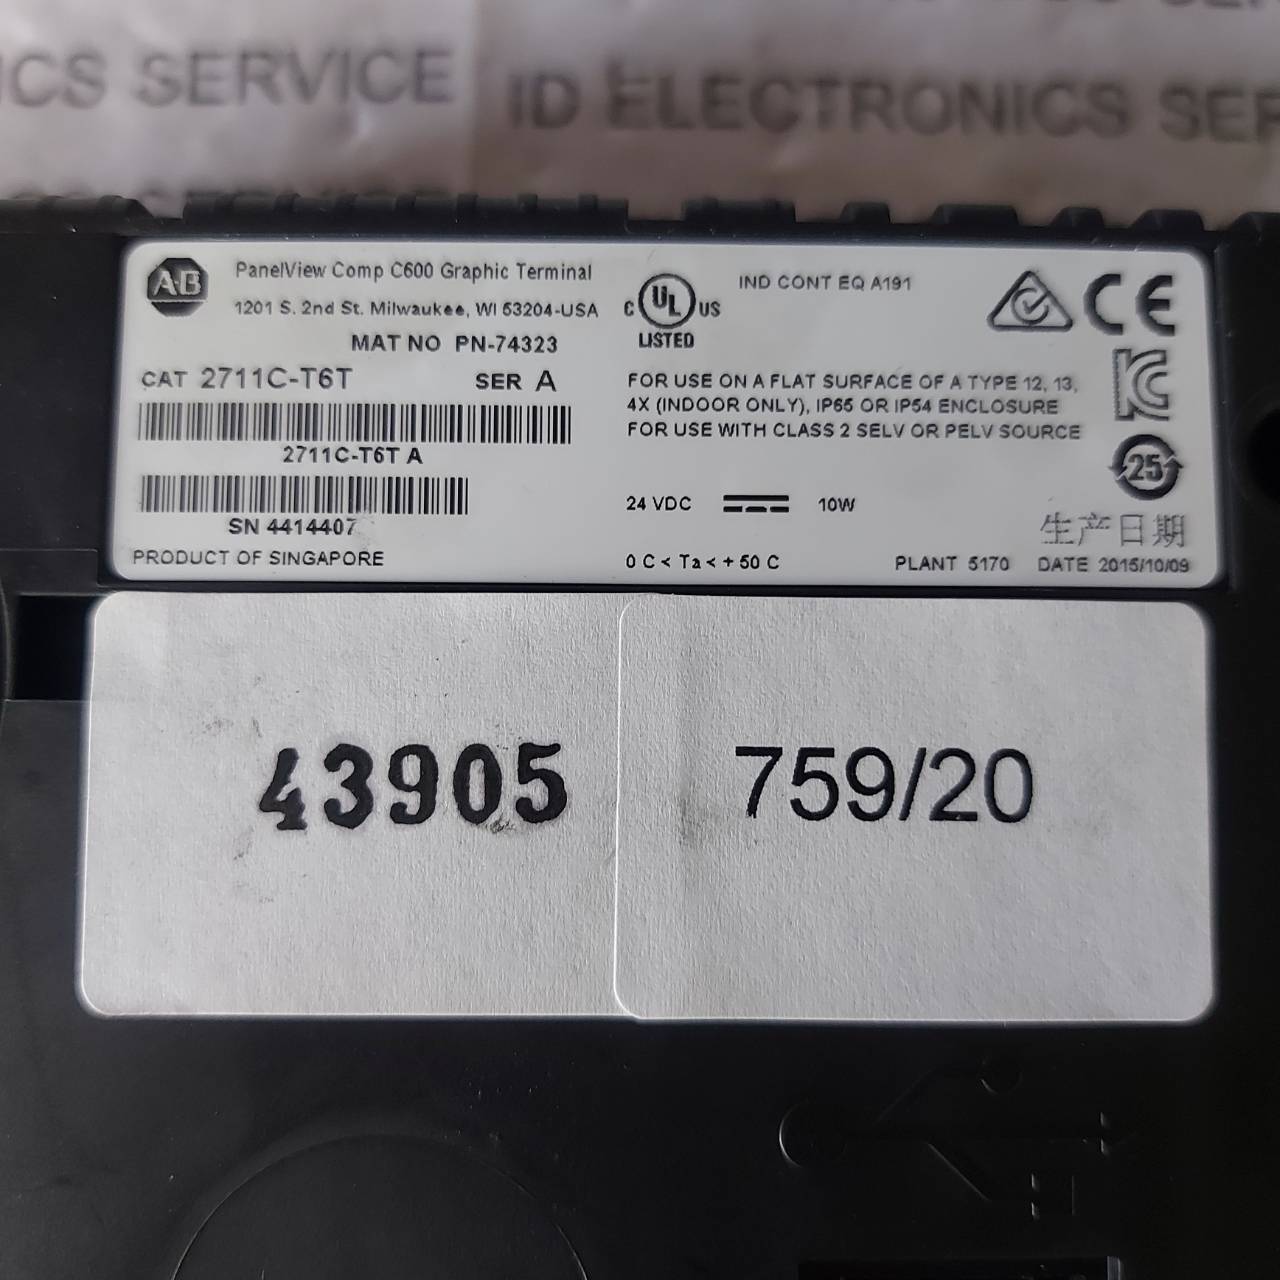 ICS SERVICE
ID ELECTRONICS SER
A-B
PanelView Comp C600 Graphic Terminal
1201 S. 2nd St. Milwaukee, WI 53204-USA
MAT NO PN-74323
CAT 2711C-T6T SER A
2711C-T6T A
SN 4414407
PRODUCT OF SINGAPORE
C UL US
LISTED
IND CONT EQ A191
CE
KC
FOR USE ON A FLAT SURFACE OF A TYPE 12, 13,
4X (INDOOR ONLY), IP65 OR IP54 ENCLOSURE
FOR USE WITH CLASS 2 SELV OR PELV SOURCE
25
24 VDC 10W
生产日期
0 C < Ta < + 50 C
PLANT 5170 DATE 2015/10/09
43905
759/20